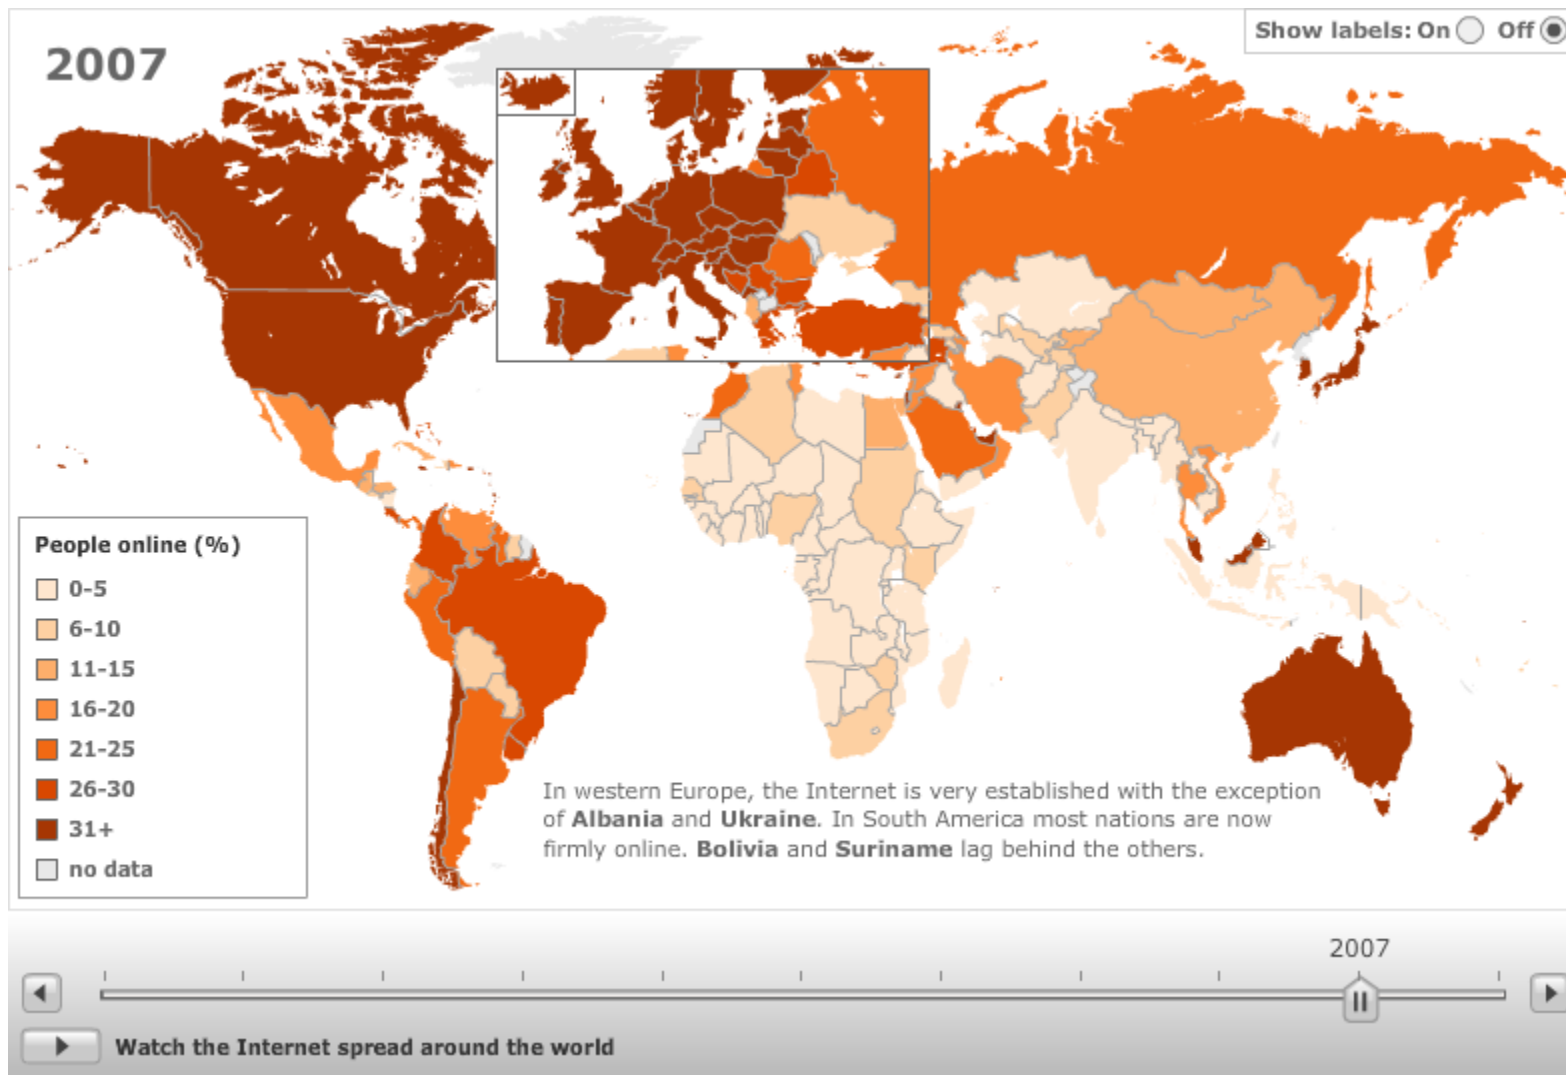 Show labels: On Off
2007
People online (%)
0-5
6-10
11-15
16-20
21-25
26-30
31+
no data
In western Europe, the Internet is very established with the exception
of Albania and Ukraine. In South America most nations are now
firmly online. Bolivia and Suriname lag behind the others.
2007
Watch the Internet spread around the world